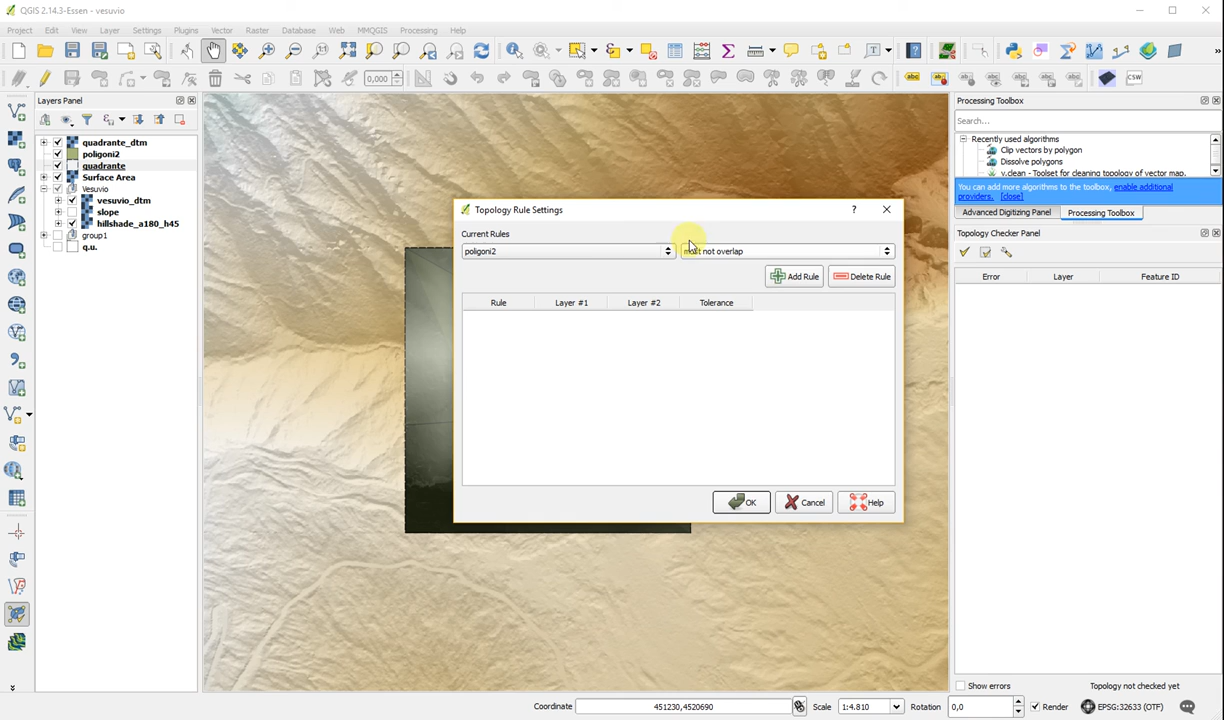 QGIS 2.14.3-Essen - vesuvio
Project Edit View Layer Settings Plugins Vector Raster Database Web MMQGIS Processing Help
0,000
abc
abc
CSW
Layers Panel
quadrante_dtm
poligoni2
quadrante
Surface Area
Vesuvio
vesuvio_dtm
slope
hillshade_a180_h45
group1
q.u.
Topology Rule Settings
?
Current Rules
poligoni2
not overlap
Add Rule
Delete Rule
Rule Layer #1 Layer #2 Tolerance
OK
Cancel
Help
Processing Toolbox
Search...
Recently used algorithms
Clip vectors by polygon
Dissolve polygons
v.clean - Toolset for cleaning topology of vector map.
You can add more algorithms to the toolbox, enable additional
providers. [close]
Advanced Digitizing Panel Processing Toolbox
Topology Checker Panel
Error Layer Feature ID
Show errors
Topology not checked yet
Coordinate 451230,4520690 Scale 1:4.810 Rotation 0,0 Render EPSG:32633 (OTF)